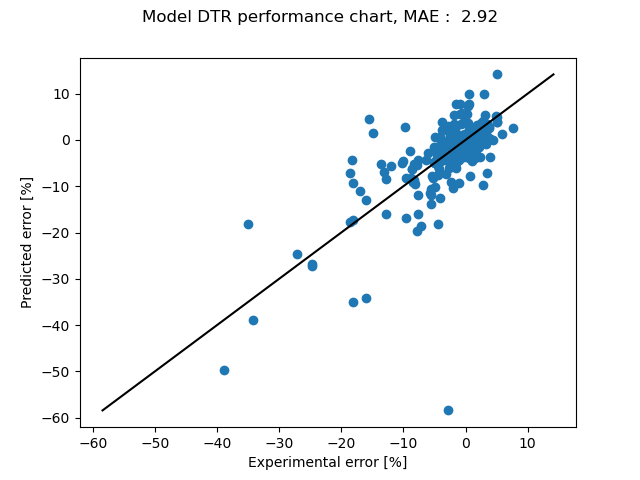 Model DTR performance chart, MAE :  2.92
10
0
−10
−20
−30
−40
−50
−60
Predicted error [%]
−60 −50 −40 −30 −20 −10 0 10
Experimental error [%]